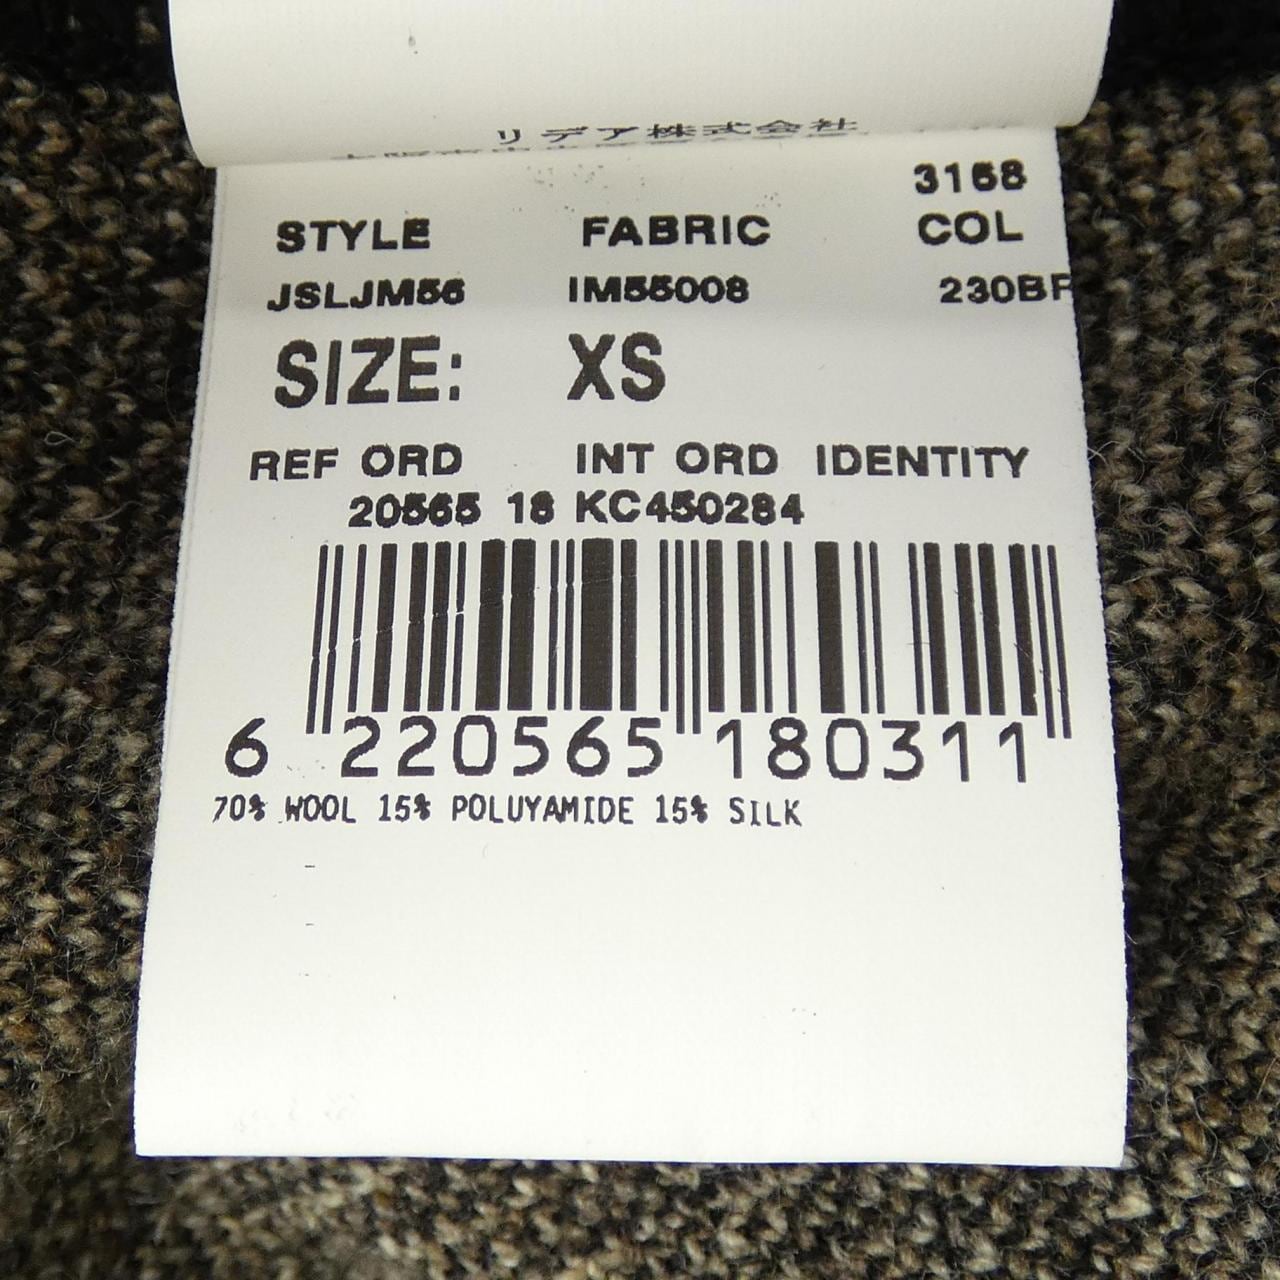 リデア株式会社
3158
STYLE FABRIC COL
JSLJM56 IM55008 230BR
SIZE: XS
REF ORD INT ORD IDENTITY
20565 18 KC450284
6 220565 180311
70% WOOL 15% POLUYAMIDE 15% SILK